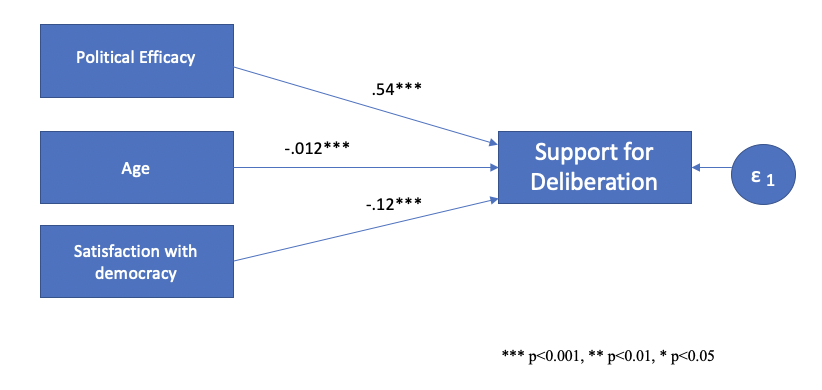 Political Efficacy
.54***
-.012***
Age
Support for
Deliberation
ε 1
-.12***
Satisfaction with
democracy
*** p<0.001, ** p<0.01, * p<0.05